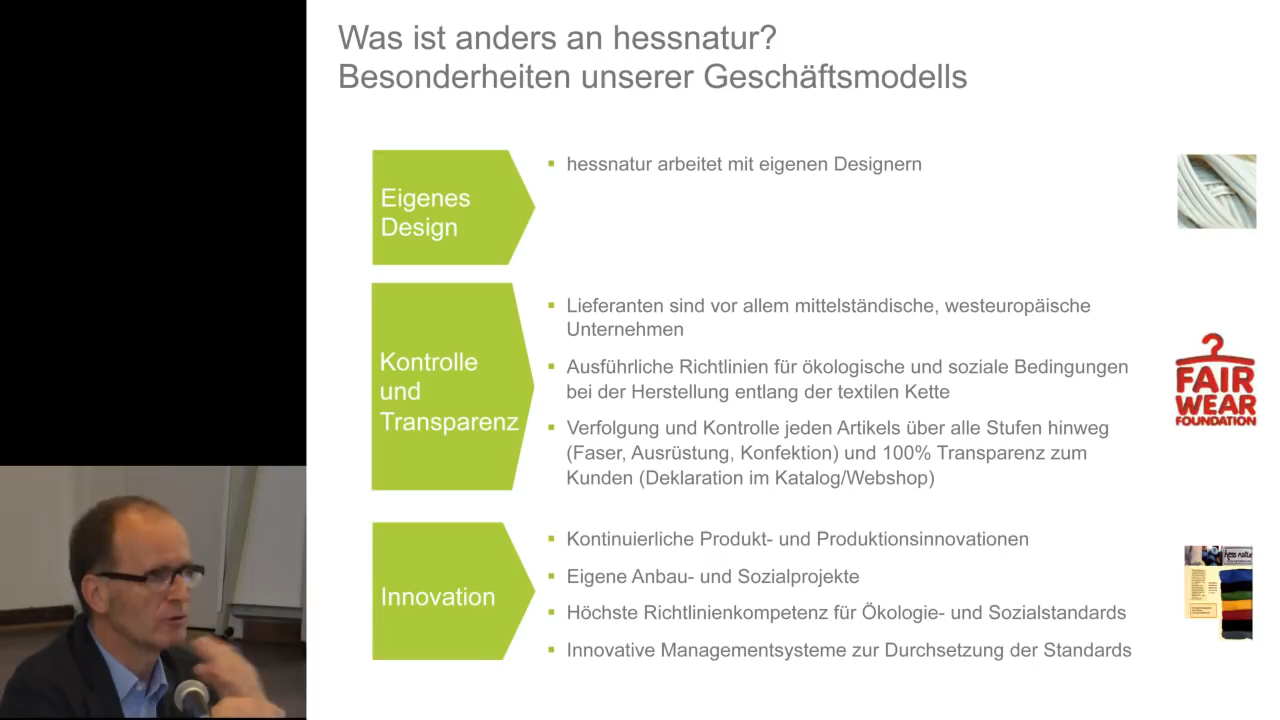 Was ist anders an hessnatur?
Besonderheiten unserer Geschäftsmodells
Eigenes
Design
hessnatur arbeitet mit eigenen Designern
Kontrolle
und
Transparenz
Lieferanten sind vor allem mittelständische, westeuropäische
Unternehmen
Ausführliche Richtlinien für ökologische und soziale Bedingungen
bei der Herstellung entlang der textilen Kette
Verfolgung und Kontrolle jeden Artikels über alle Stufen hinweg
(Faser, Ausrüstung, Konfektion) und 100% Transparenz zum
Kunden (Deklaration im Katalog/Webshop)
FAIR
WEAR
FOUNDATION
Innovation
Kontinuierliche Produkt- und Produktionsinnovationen
Eigene Anbau- und Sozialprojekte
Höchste Richtlinienkompetenz für Ökologie- und Sozialstandards
Innovative Managementsysteme zur Durchsetzung der Standards
hess natur